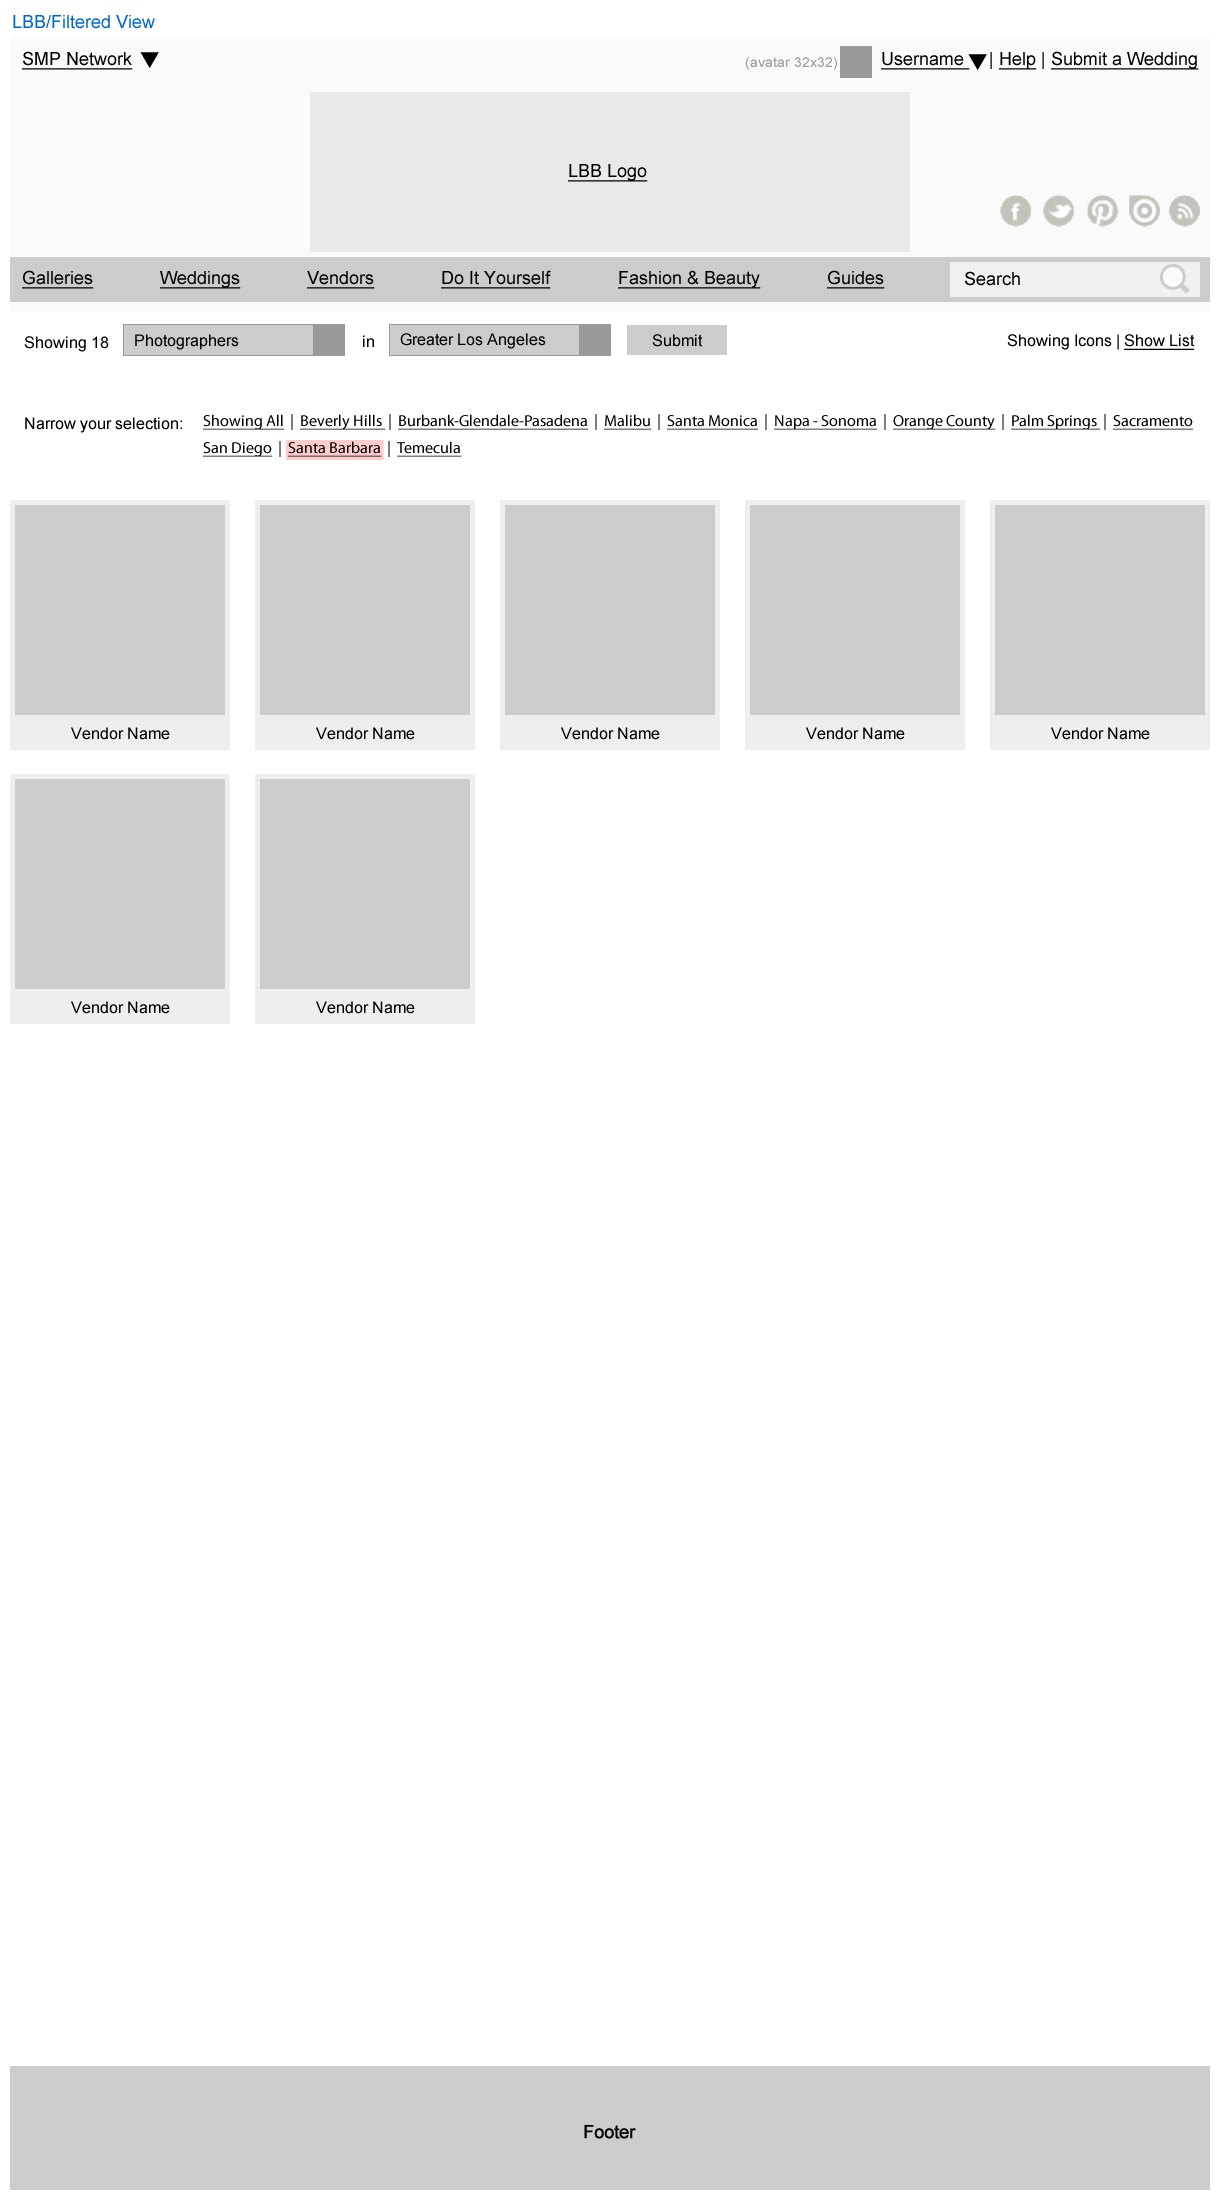 LBB/Filtered View
SMP Network
(avatar 32x32) Username | Help | Submit a Wedding
LBB Logo
Galleries Weddings Vendors Do It Yourself Fashion & Beauty Guides Search
Showing 18 Photographers in Greater Los Angeles Submit Showing Icons | Show List
Narrow your selection: Showing All | Beverly Hills | Burbank-Glendale-Pasadena | Malibu | Santa Monica | Napa - Sonoma | Orange County | Palm Springs | Sacramento
San Diego | Santa Barbara | Temecula
Vendor Name Vendor Name Vendor Name Vendor Name Vendor Name
Vendor Name Vendor Name
Footer